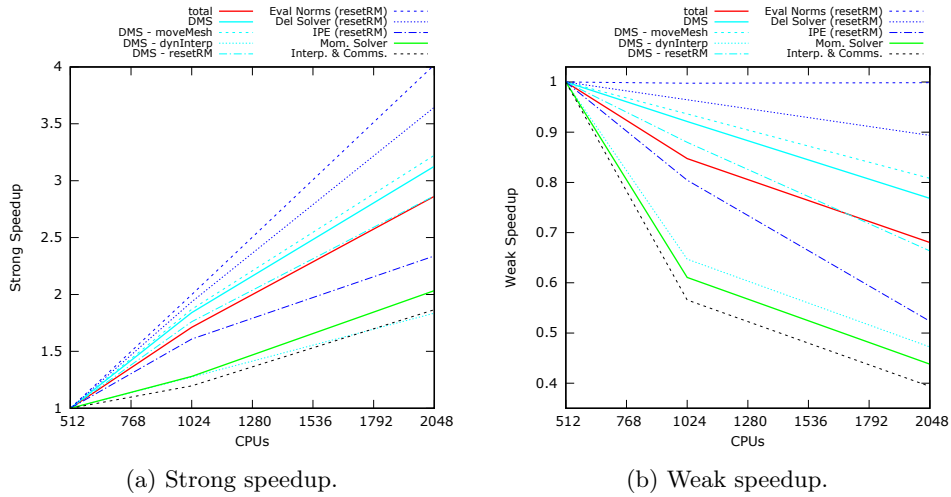 total
DMS
DMS - moveMesh
DMS - dynInterp
DMS - resetRM
Eval Norms (resetRM)
Del Solver (resetRM)
IPE (resetRM)
Mom. Solver
Interp. & Comms.
4
3.5
3
2.5
2
1.5
1
Strong Speedup
512 768 1024 1280 1536 1792 2048
CPUs
(a) Strong speedup.
total
DMS
DMS - moveMesh
DMS - dynInterp
DMS - resetRM
Eval Norms (resetRM)
Del Solver (resetRM)
IPE (resetRM)
Mom. Solver
Interp. & Comms.
1
0.9
0.8
0.7
0.6
0.5
0.4
Weak Speedup
512 768 1024 1280 1536 1792 2048
CPUs
(b) Weak speedup.